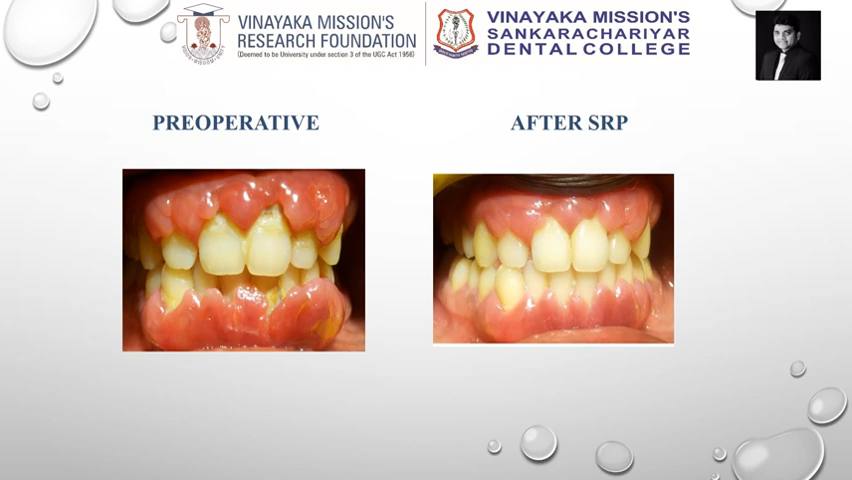 VINAYAKA MISSION'S
RESEARCH FOUNDATION
(Deemed to be University under section 3 of the UGC Act 1956)
VINAYAKA MISSION'S
SANKARACHARIYAR
DENTAL COLLEGE
PREOPERATIVE
AFTER SRP